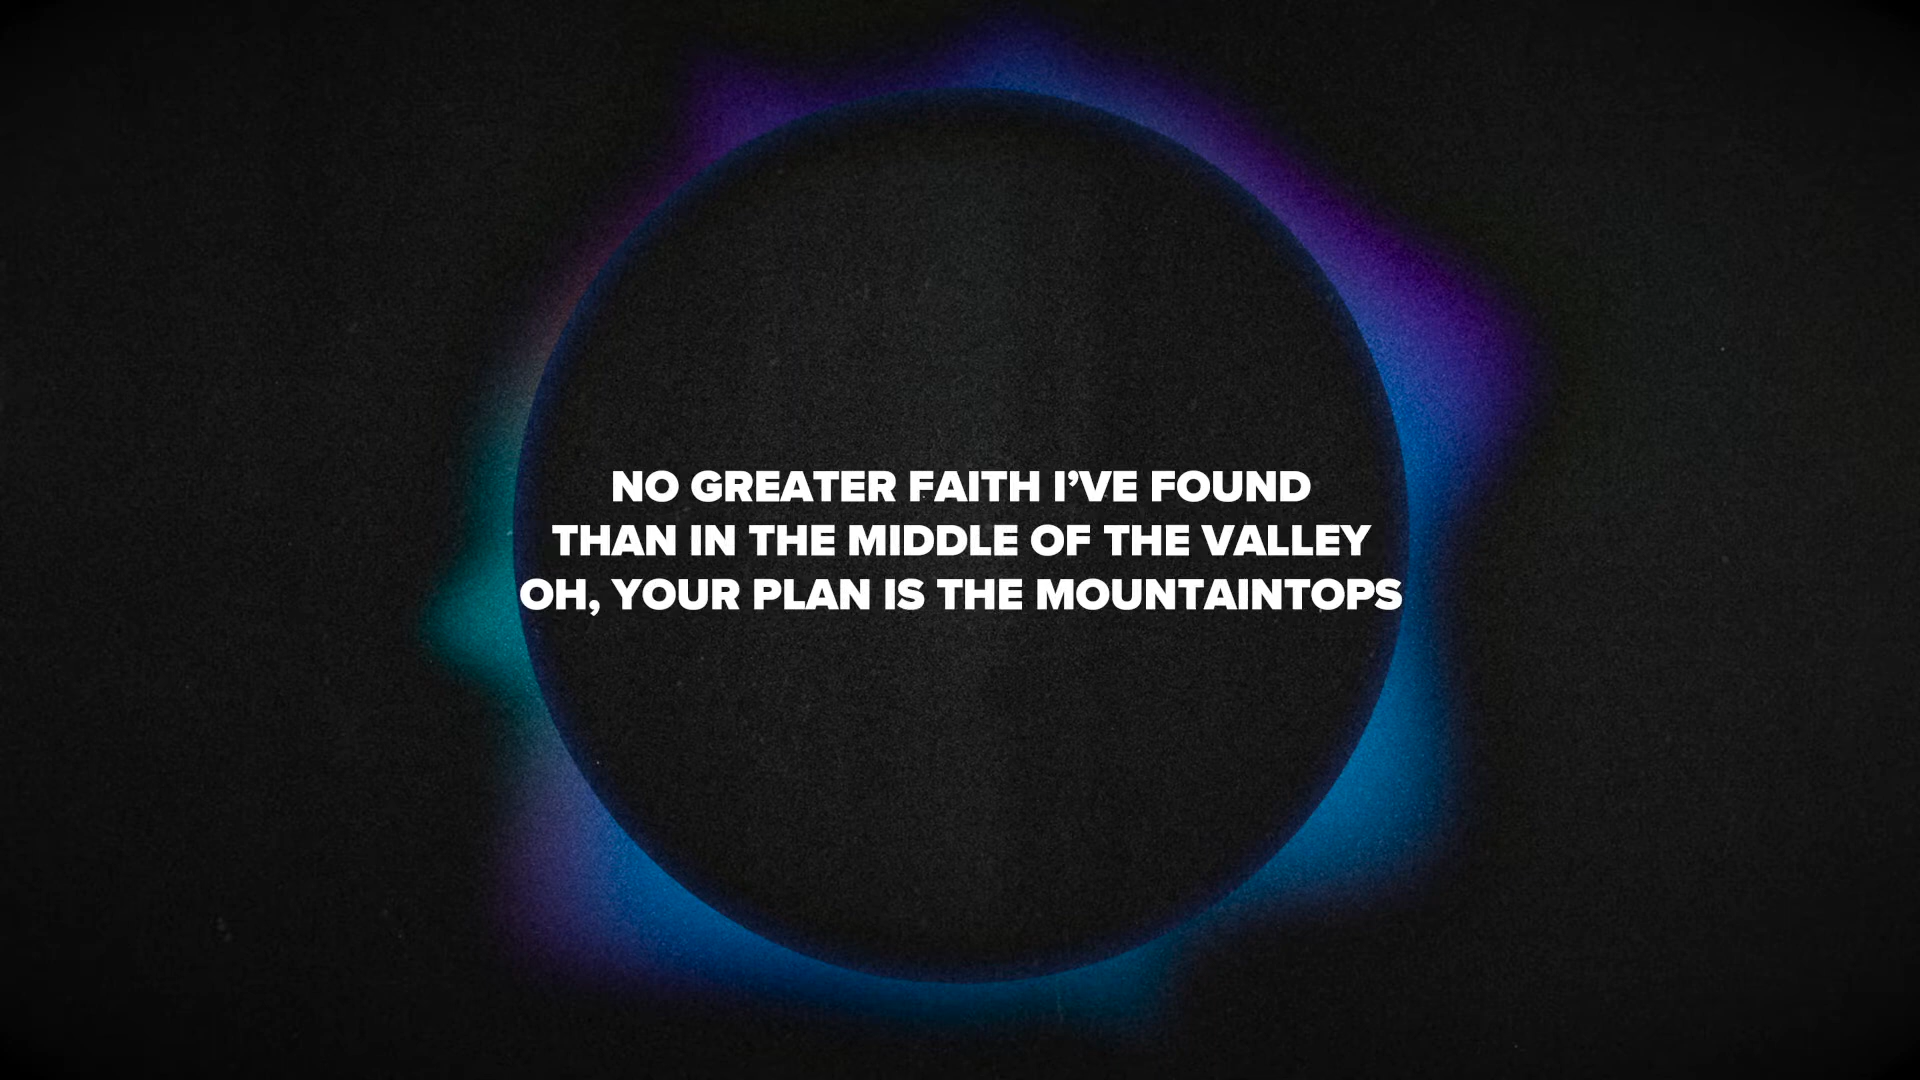 NO GREATER FAITH I’VE FOUND
THAN IN THE MIDDLE OF THE VALLEY
OH, YOUR PLAN IS THE MOUNTAINTOPS